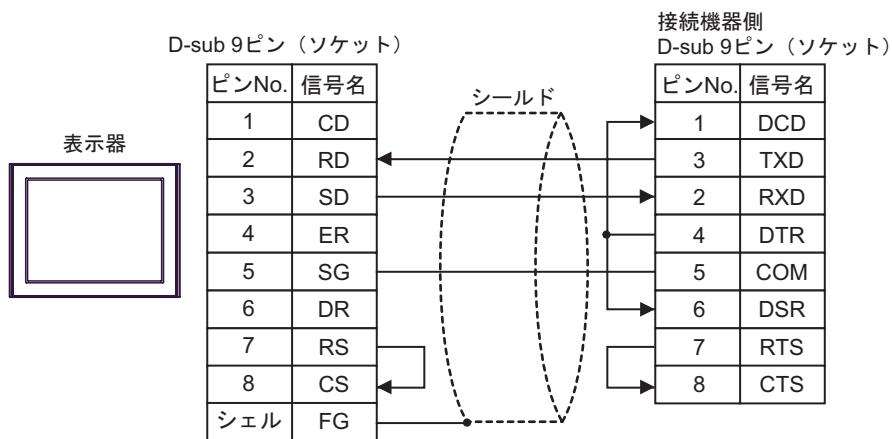 接続機器側
D-sub 9ピン（ソケット） D-sub 9ピン（ソケット）
表示器
シールド
ピンNo. 信号名
1 CD
2 RD
3 SD
4 ER
5 SG
6 DR
7 RS
8 CS
シェル FG
ピンNo. 信号名
1 DCD
3 TXD
2 RXD
4 DTR
5 COM
6 DSR
7 RTS
8 CTS